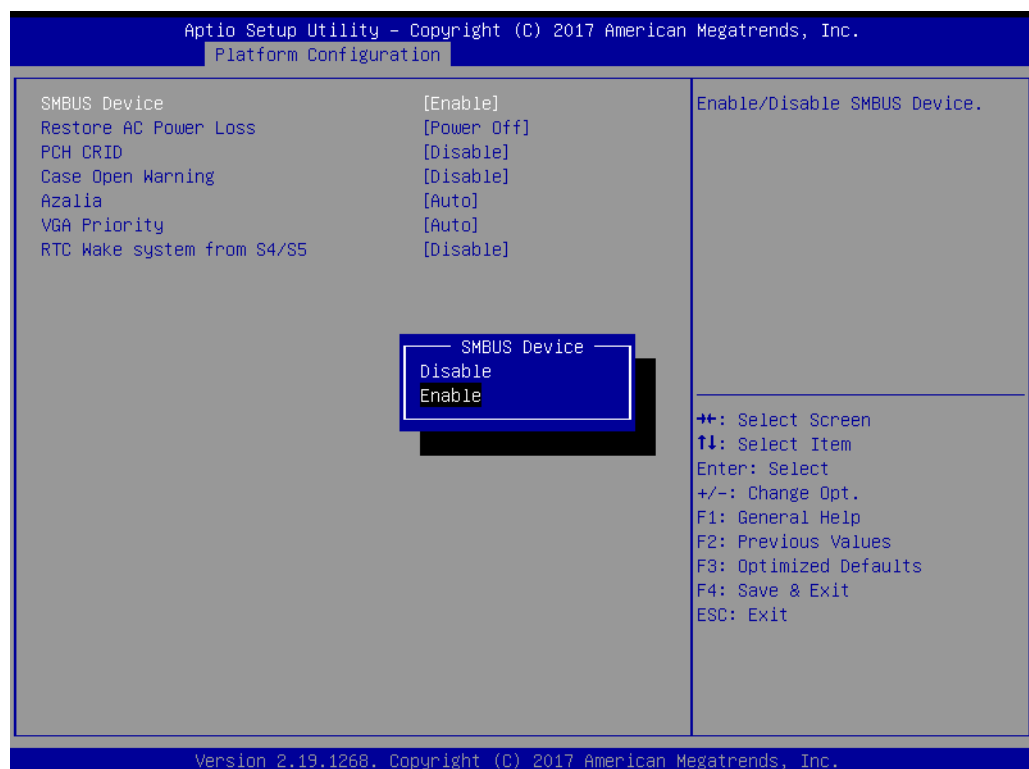 Aptio Setup Utility – Copyright (C) 2017 American Megatrends, Inc.
Platform Configuration
SMBUS Device [Enable]
Restore AC Power Loss [Power Off]
PCH CRID [Disable]
Case Open Warning [Disable]
Azalia [Auto]
VGA Priority [Auto]
RTC Wake system from S4/S5 [Disable]
SMBUS Device
Disable
Enable
Enable/Disable SMBUS Device.
→←: Select Screen
↑↓: Select Item
Enter: Select
+/-: Change Opt.
F1: General Help
F2: Previous Values
F3: Optimized Defaults
F4: Save & Exit
ESC: Exit
Version 2.19.1268. Copyright (C) 2017 American Megatrends, Inc.